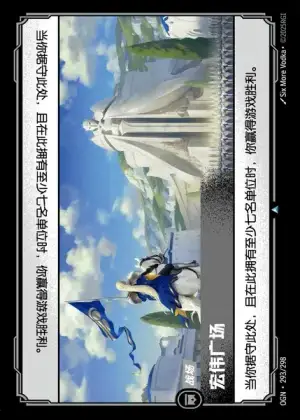 当你据守此处，且在此拥有至少七名单位时，你赢得游戏胜利。
战场
宏伟广场
当你据守此处，且在此拥有至少七名单位时，你赢得游戏胜利。
OGN • 293/298
Six More Vodka • ©2025RGI